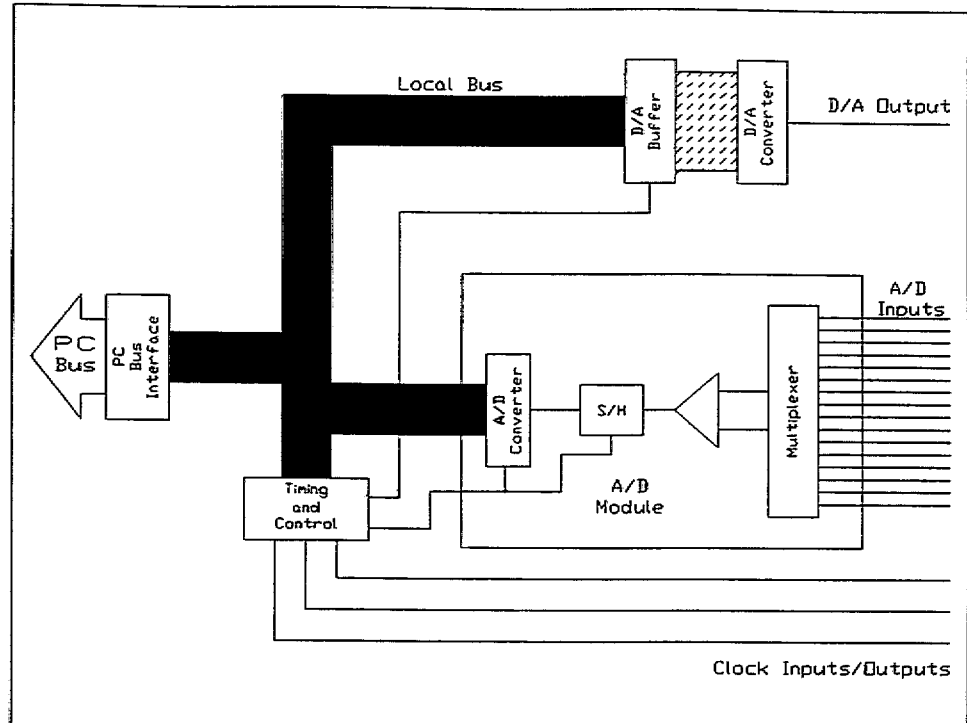 Local Bus
D/A
Buffer
D/A
Converter
D/A Output
PC
Bus
PC
Bus
Interface
A/D
Inputs
A/D
Converter
S/H
Multiplexer
A/D
Module
Timing
and
Control
Clock Inputs/Outputs